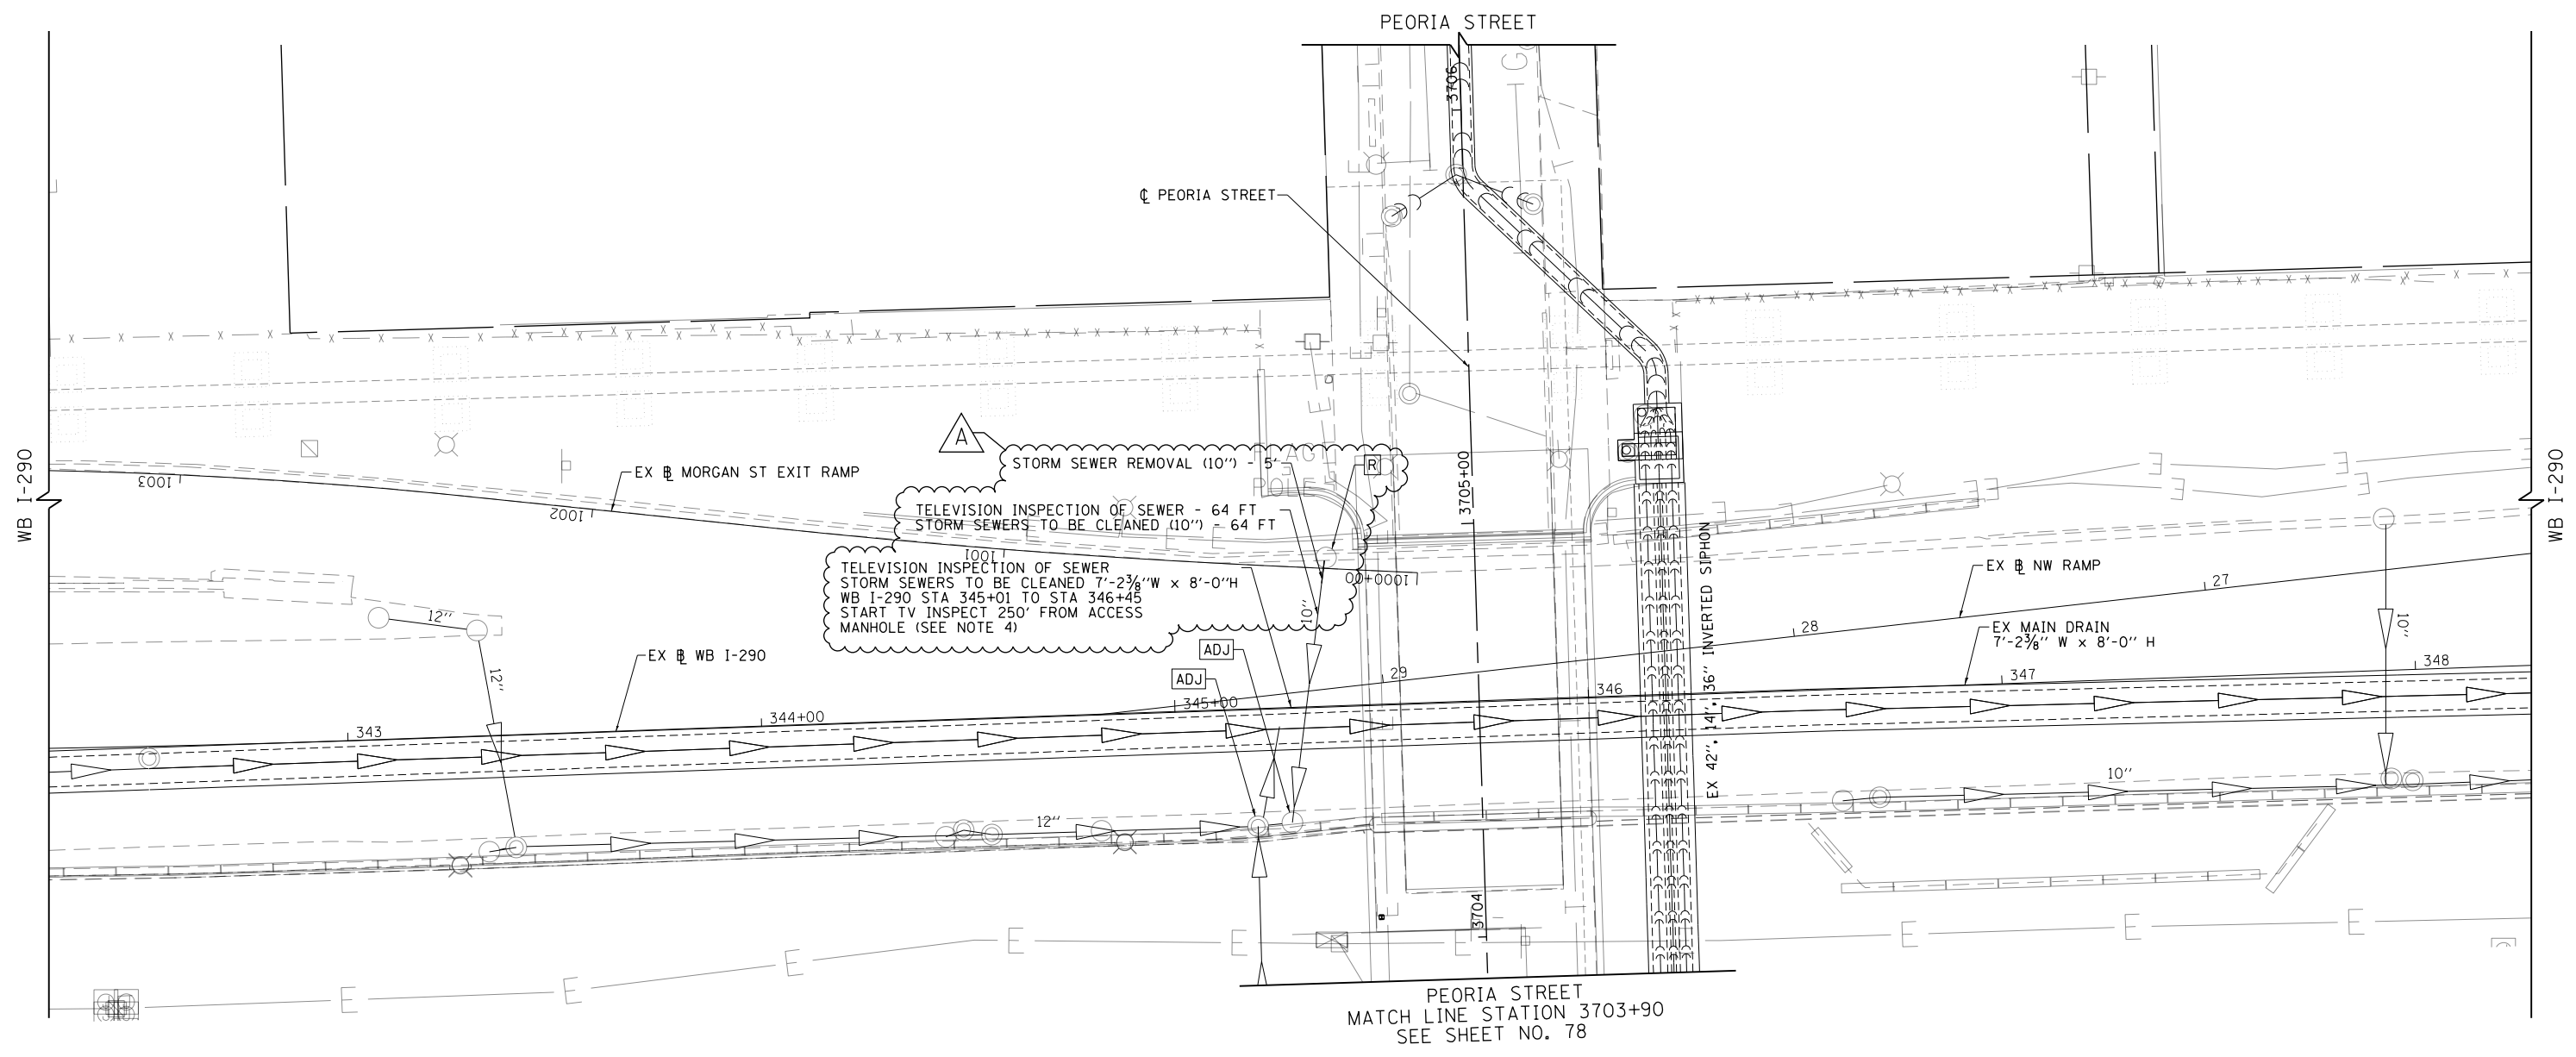 PEORIA STREET
3706
G
℄ PEORIA STREET
WB I-290
WB I-290
A
STORM SEWER REMOVAL (10'') - 5'
R
FLAG
POLE
3705+00
EX ℄ MORGAN ST EXIT RAMP
1003
1002
1001
1000+00
TELEVISION INSPECTION OF SEWER - 64 FT
STORM SEWERS TO BE CLEANED (10'') - 64 FT
TELEVISION INSPECTION OF SEWER
STORM SEWERS TO BE CLEANED 7'-2⅜''W x 8'-0''H
WB I-290 STA 345+01 TO STA 346+45
START TV INSPECT 250' FROM ACCESS
MANHOLE (SEE NOTE 4)
10''
EX 42'', 14'', 36'' INVERTED SIPHON
EX BL NW RAMP
27
28
29
EX MAIN DRAIN
7'-2⅜'' W x 8'-0'' H
10''
12''
12''
EX BL WB I-290
ADJ
ADJ
343
344+00
345+00
346
347
348
12''
10''
3704
E E E E E E E E E
PEORIA STREET
MATCH LINE STATION 3703+90
SEE SHEET NO. 78